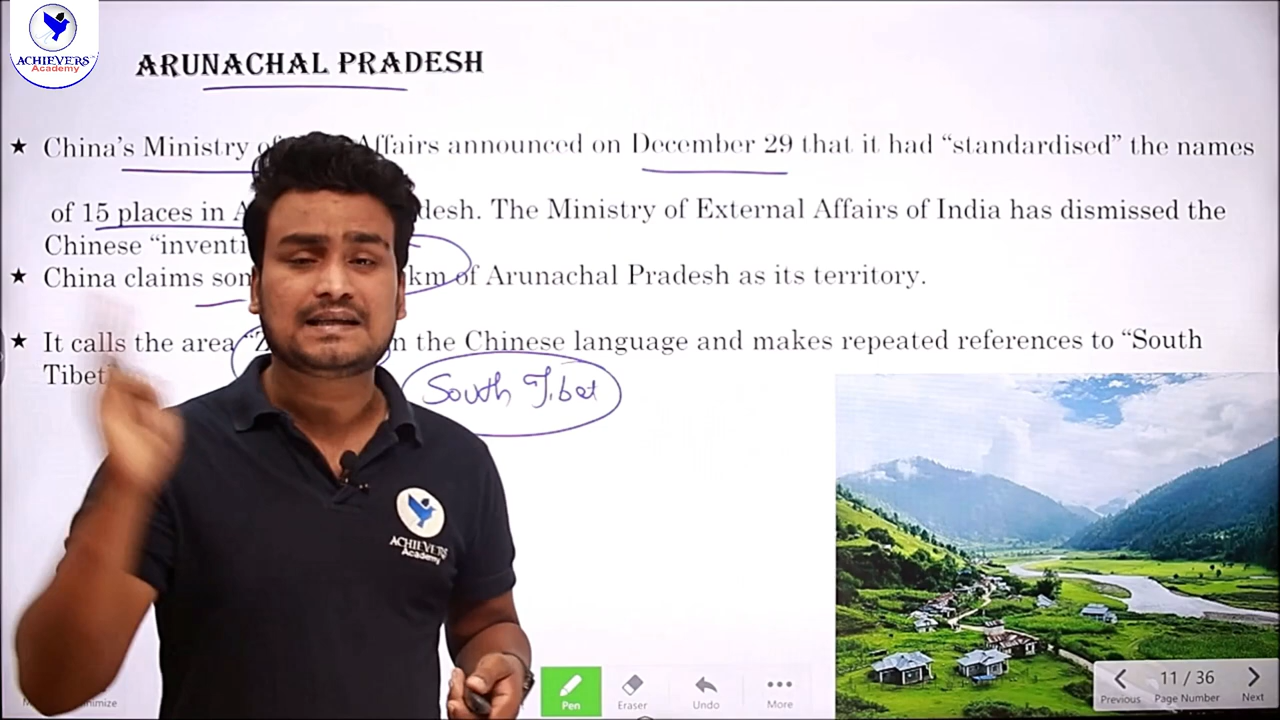 ACHIEVERS
Academy
ARUNACHAL PRADESH
★ China's Ministry of Affairs announced on December 29 that it had “standardised” the names
of 15 places in desh. The Ministry of External Affairs of India has dismissed the
Chinese
★ China claims km of Arunachal Pradesh as its territory.
★ It calls the area in the Chinese language and makes repeated references to “South
Tibet
South Tibet
ACHIEVERS
Academy
Pen
Eraser
Undo
More
11 / 36
Previous
Page Number
Next